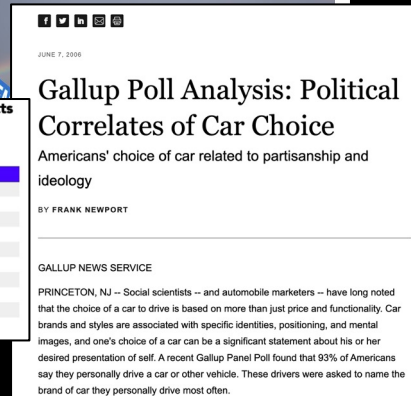 JUNE 7, 2006
Gallup Poll Analysis: Political
Correlates of Car Choice
Americans' choice of car related to partisanship and
ideology
BY FRANK NEWPORT
GALLUP NEWS SERVICE
PRINCETON, NJ -- Social scientists -- and automobile marketers -- have long noted
that the choice of a car to drive is based on more than just price and functionality. Car
brands and styles are associated with specific identities, positioning, and mental
images, and one's choice of a car can be a significant statement about his or her
desired presentation of self. A recent Gallup Panel Poll found that 93% of Americans
say they personally drive a car or other vehicle. These drivers were asked to name the
brand of car they personally drive most often.